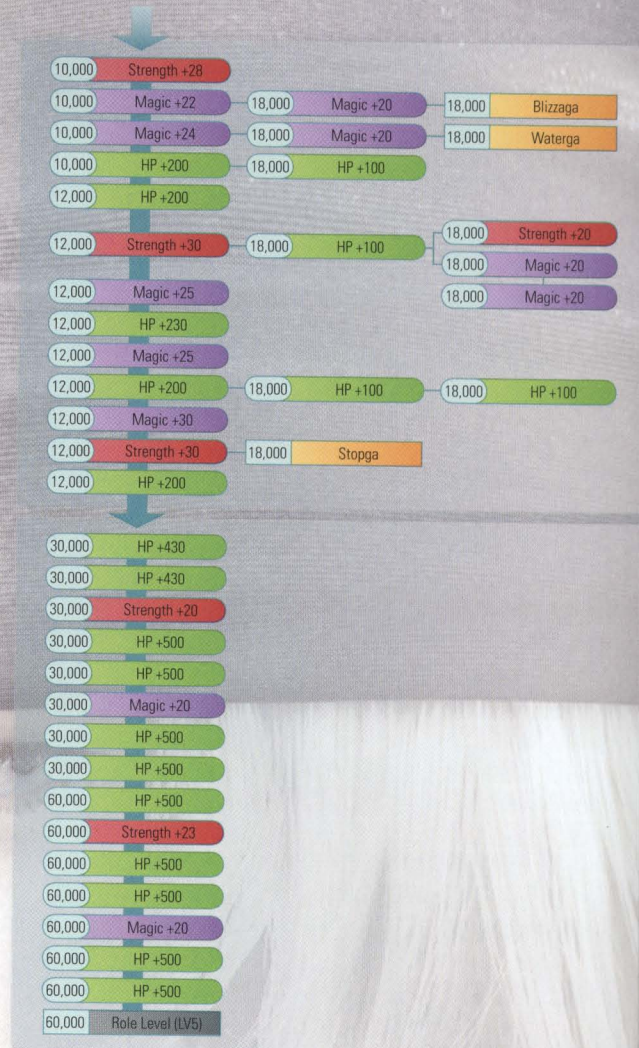 10,000 Strength +28
10,000 Magic +22 18,000 Magic +20 18,000 Blizzaga
10,000 Magic +24 18,000 Magic +20 18,000 Waterga
10,000 HP +200 18,000 HP +100
12,000 HP +200
18,000 Strength +20
12,000 Strength +30 18,000 HP +100 18,000 Magic +20
18,000 Magic +20
12,000 Magic +25
12,000 HP +230
12,000 Magic +25
12,000 HP +200 18,000 HP +100 18,000 HP +100
12,000 Magic +30
12,000 Strength +30 18,000 Stopga
12,000 HP +200
30,000 HP +430
30,000 HP +430
30,000 Strength +20
30,000 HP +500
30,000 HP +500
30,000 Magic +20
30,000 HP +500
30,000 HP +500
60,000 HP +500
60,000 Strength +23
60,000 HP +500
60,000 HP +500
60,000 Magic +20
60,000 HP +500
60,000 HP +500
60,000 Role Level (LV5)